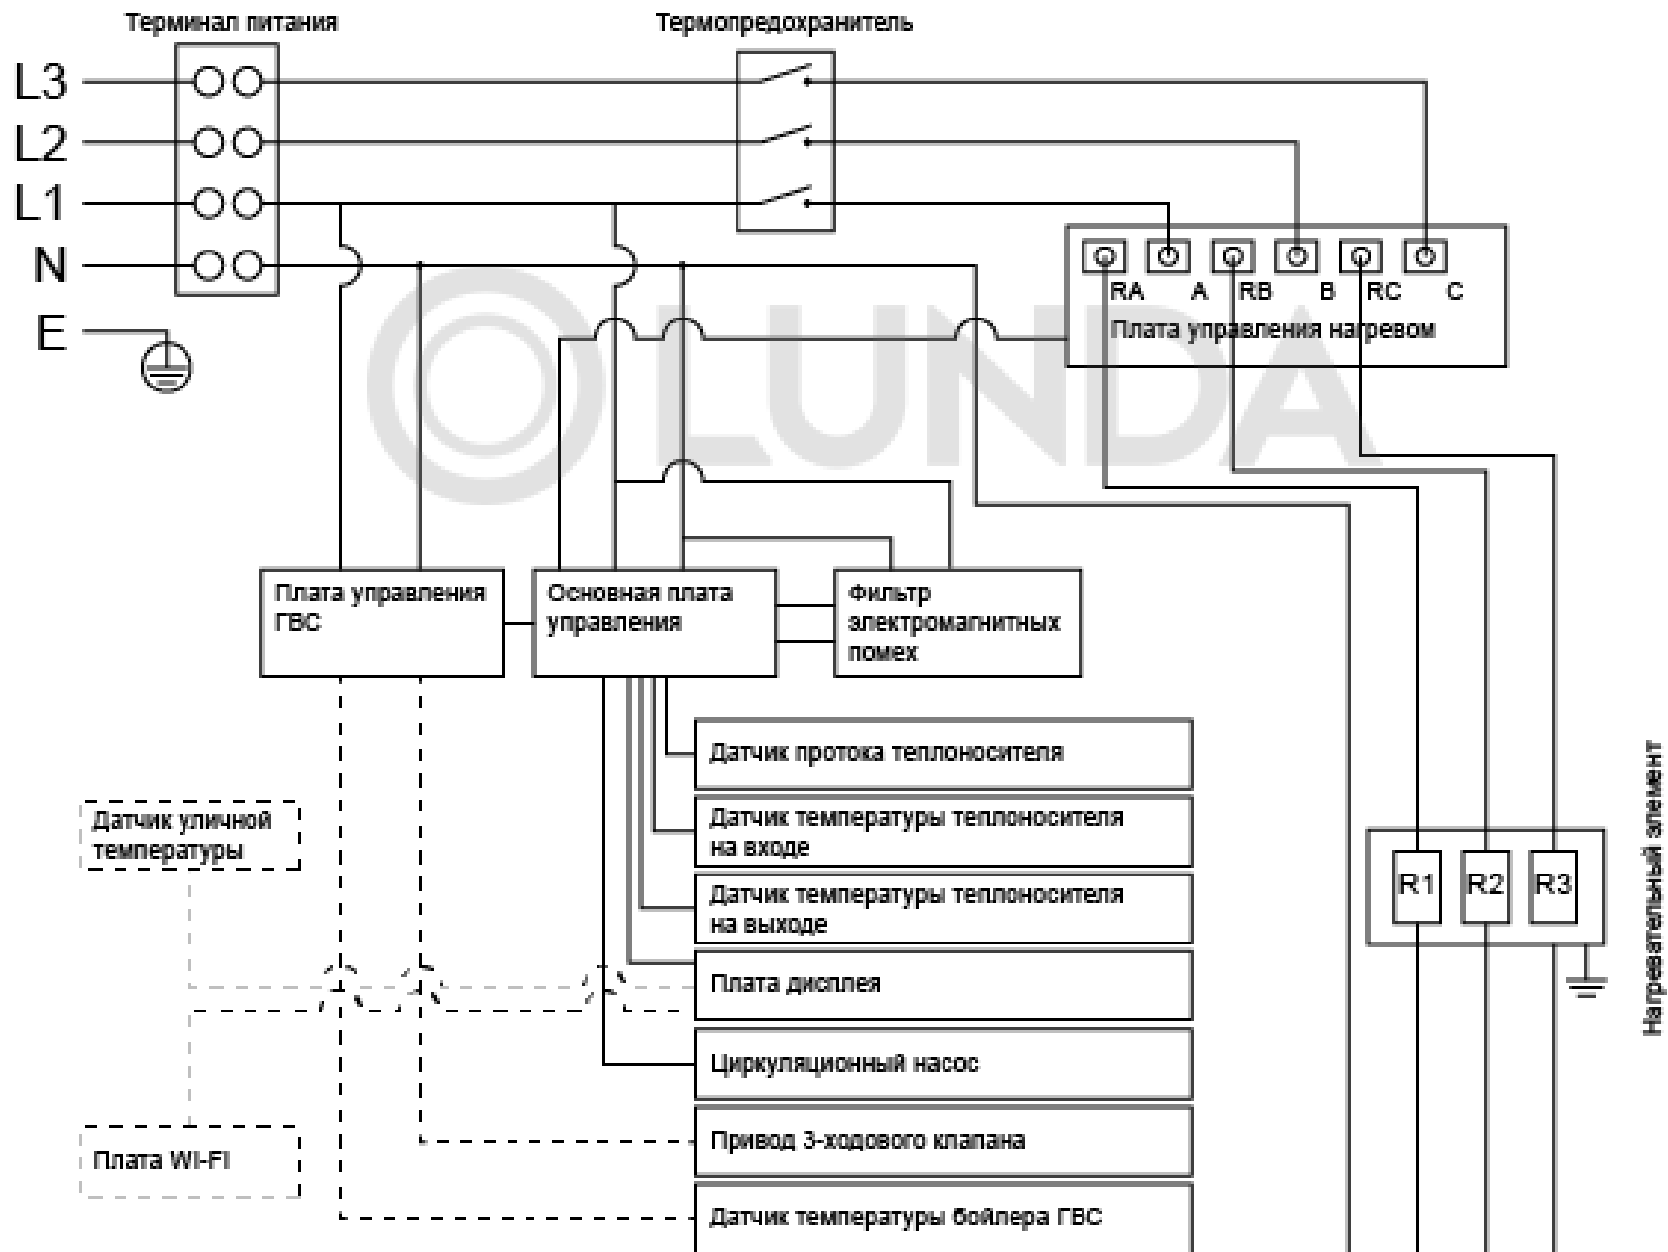 Терминал питания
Термопредохранитель
L3
L2
L1
N
E
RA A RB B RC C
Плата управления нагревом
LUNDA
Плата управления
ГВС
Основная плата
управления
Фильтр
электромагнитных
помех
Датчик протока теплоносителя
Датчик температуры теплоносителя
на входе
Датчик температуры теплоносителя
на выходе
Плата дисплея
Циркуляционный насос
Привод 3-ходового клапана
Датчик температуры бойлера ГВС
Датчик уличной
температуры
Плата WI-FI
R1 R2 R3
Нагревательный элемент